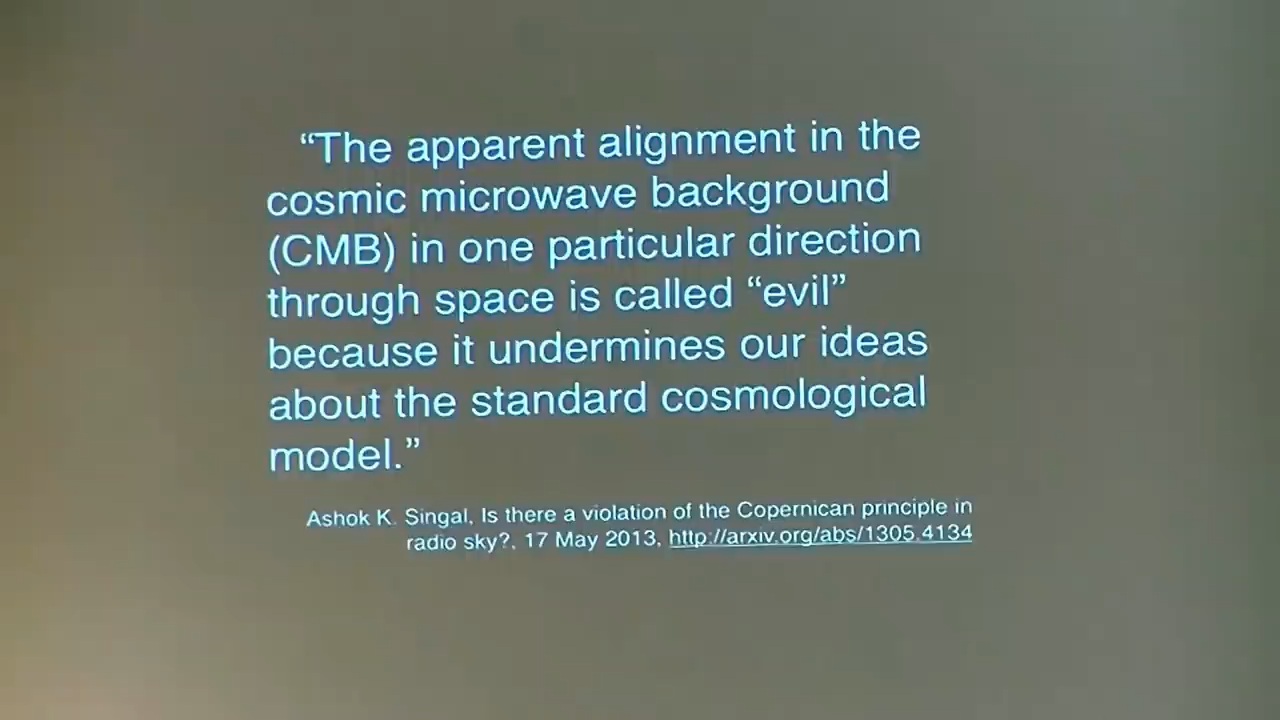 “The apparent alignment in the
cosmic microwave background
(CMB) in one particular direction
through space is called “evil”
because it undermines our ideas
about the standard cosmological
model.”
Ashok K. Singal, Is there a violation of the Copernican principle in
radio sky?, 17 May 2013, http://arxiv.org/abs/1305.4134